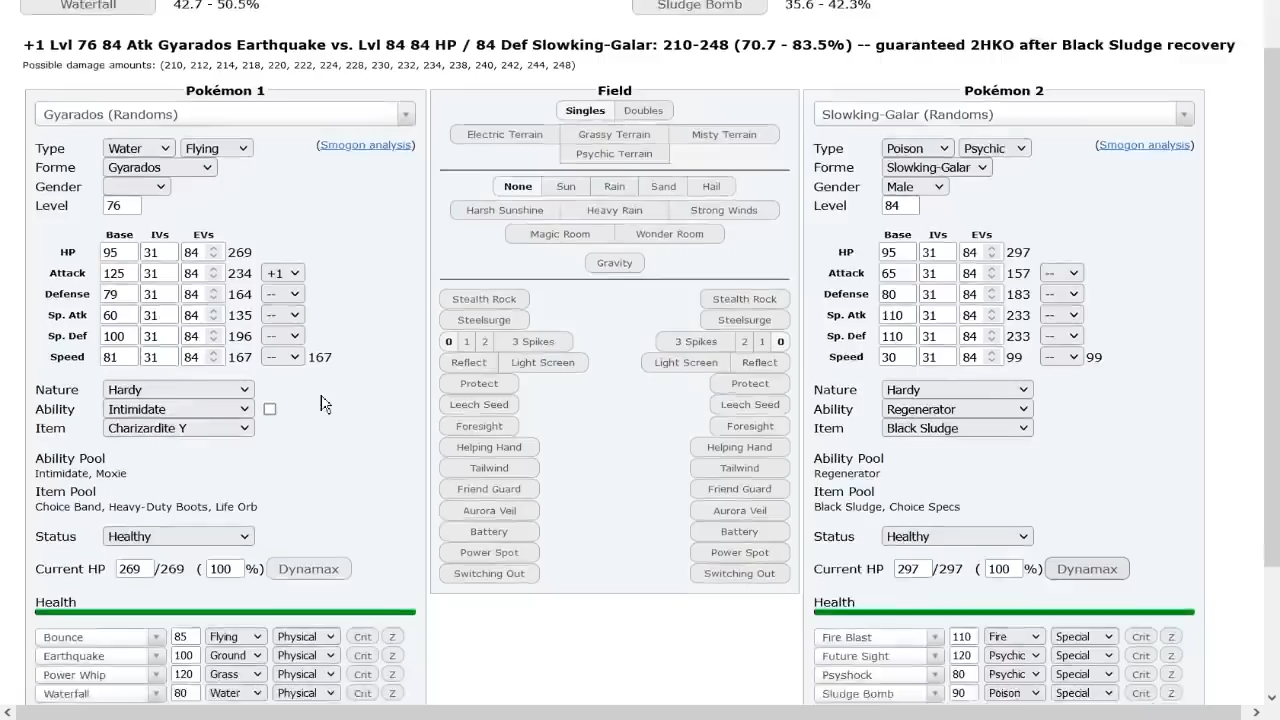 Waterfall 42.7 - 50.5% Sludge Bomb 35.6 - 42.3%
+1 Lvl 76 84 Atk Gyarados Earthquake vs. Lvl 84 84 HP / 84 Def Slowking-Galar: 210-248 (70.7 - 83.5%) -- guaranteed 2HKO after Black Sludge recovery
Possible damage amounts: (210, 212, 214, 218, 220, 222, 224, 228, 230, 232, 234, 238, 240, 242, 244, 248)
Pokémon 1
Gyarados (Randoms)
Type Water Flying (Smogon analysis)
Forme Gyarados
Gender
Level 76
Base IVs EVs
HP 95 31 84 269
Attack 125 31 84 234 +1
Defense 79 31 84 164 --
Sp. Atk 60 31 84 135 --
Sp. Def 100 31 84 196 --
Speed 81 31 84 167 -- 167
Nature Hardy
Ability Intimidate
Item Charizardite Y
Ability Pool
Intimidate, Moxie
Item Pool
Choice Band, Heavy-Duty Boots, Life Orb
Status Healthy
Current HP 269 /269 ( 100 %) Dynamax
Health
Bounce 85 Flying Physical Crit Z
Earthquake 100 Ground Physical Crit Z
Power Whip 120 Grass Physical Crit Z
Waterfall 80 Water Physical Crit Z
Field
Singles Doubles
Electric Terrain Grassy Terrain Misty Terrain
Psychic Terrain
None Sun Rain Sand Hail
Harsh Sunshine Heavy Rain Strong Winds
Magic Room Wonder Room
Gravity
Stealth Rock Stealth Rock
Steelsurge Steelsurge
0 1 2 3 Spikes 3 Spikes 2 1 0
Reflect Light Screen Light Screen Reflect
Protect Protect
Leech Seed Leech Seed
Foresight Foresight
Helping Hand Helping Hand
Tailwind Tailwind
Friend Guard Friend Guard
Aurora Veil Aurora Veil
Battery Battery
Power Spot Power Spot
Switching Out Switching Out
Pokémon 2
Slowking-Galar (Randoms)
Type Poison Psychic (Smogon analysis)
Forme Slowking-Galar
Gender Male
Level 84
Base IVs EVs
HP 95 31 84 297
Attack 65 31 84 157 --
Defense 80 31 84 183 --
Sp. Atk 110 31 84 233 --
Sp. Def 110 31 84 233 --
Speed 30 31 84 99 -- 99
Nature Hardy
Ability Regenerator
Item Black Sludge
Ability Pool
Regenerator
Item Pool
Black Sludge, Choice Specs
Status Healthy
Current HP 297 /297 ( 100 %) Dynamax
Health
Fire Blast 110 Fire Special Crit Z
Future Sight 120 Psychic Special Crit Z
Psyshock 80 Psychic Special Crit Z
Sludge Bomb 90 Poison Special Crit Z